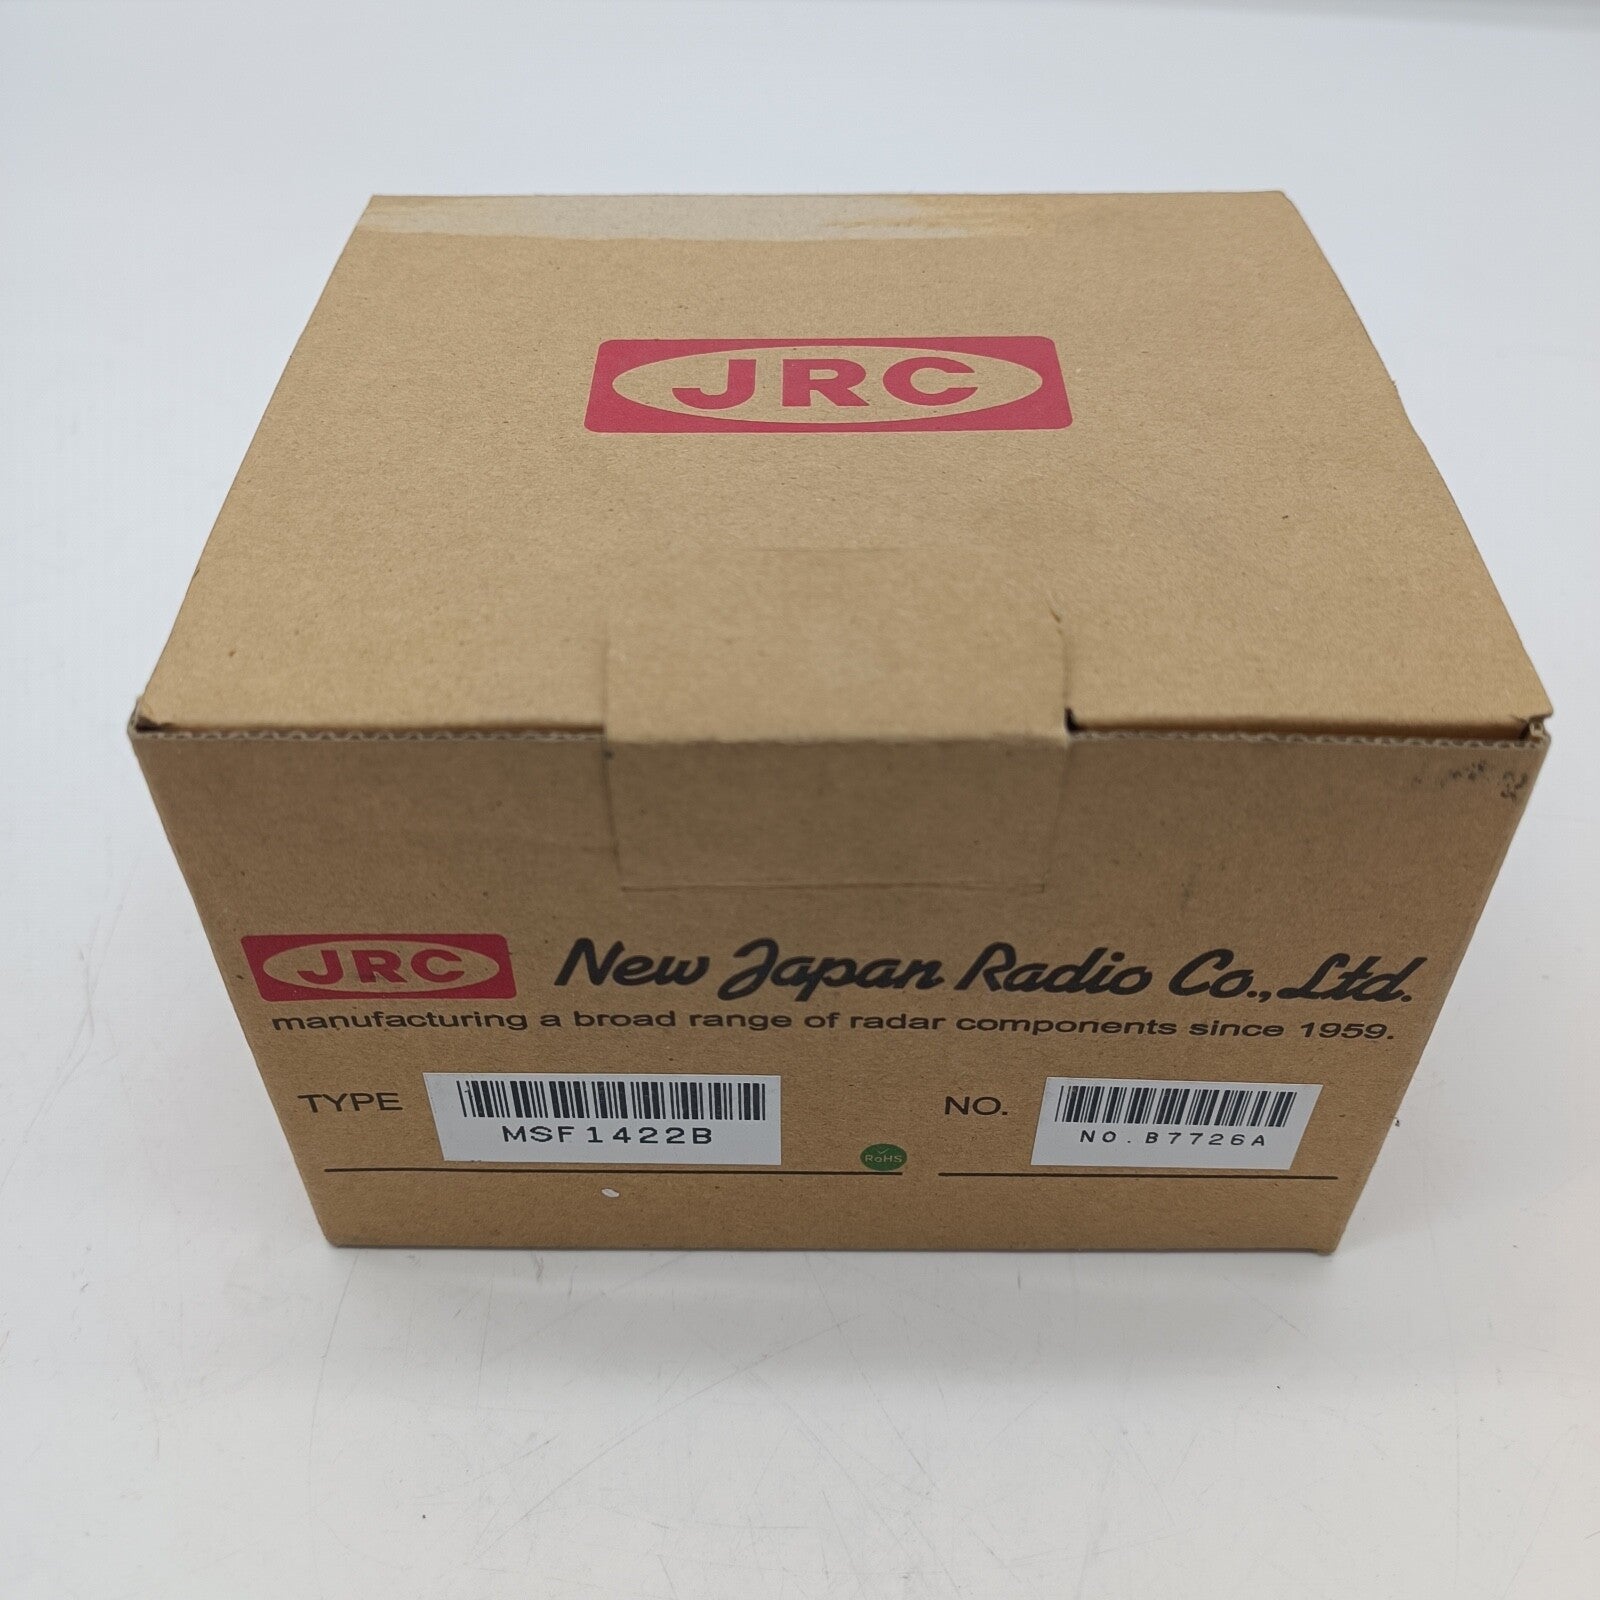 JRC
JRC New Japan Radio Co., Ltd.
manufacturing a broad range of radar components since 1959.
TYPE MSF1422B
RoHS
NO. NO.B7726A